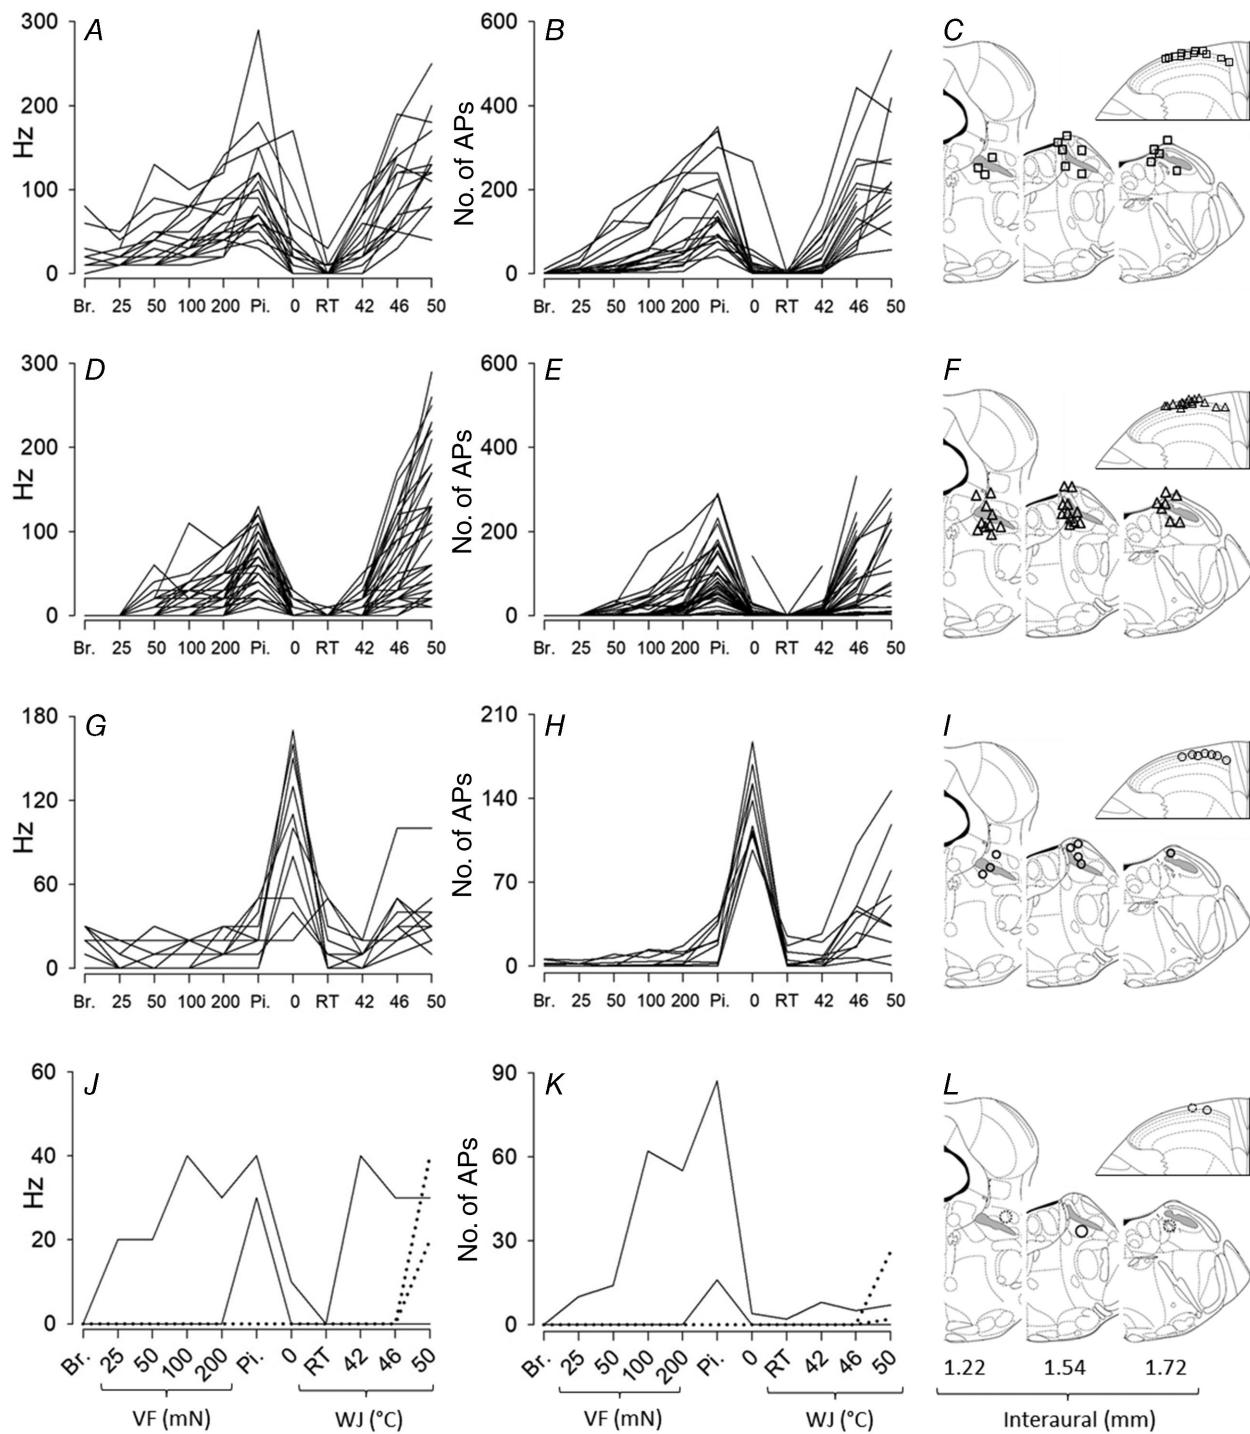 A
B
C
300
200
100
0
Hz
Br. 25 50 100 200 Pi. 0 RT 42 46 50
600
400
200
0
No. of APs
Br. 25 50 100 200 Pi. 0 RT 42 46 50
D
E
F
300
200
100
0
Hz
Br. 25 50 100 200 Pi. 0 RT 42 46 50
600
400
200
0
No. of APs
Br. 25 50 100 200 Pi. 0 RT 42 46 50
G
H
I
180
120
60
0
Hz
Br. 25 50 100 200 Pi. 0 RT 42 46 50
210
140
70
0
No. of APs
Br. 25 50 100 200 Pi. 0 RT 42 46 50
J
K
L
60
40
20
0
Hz
Br. 25 50 100 200 Pi. 0 RT 42 46 50
VF (mN) WJ (°C)
90
60
30
0
No. of APs
Br. 25 50 100 200 Pi. 0 RT 42 46 50
VF (mN) WJ (°C)
1.22 1.54 1.72
Interaural (mm)